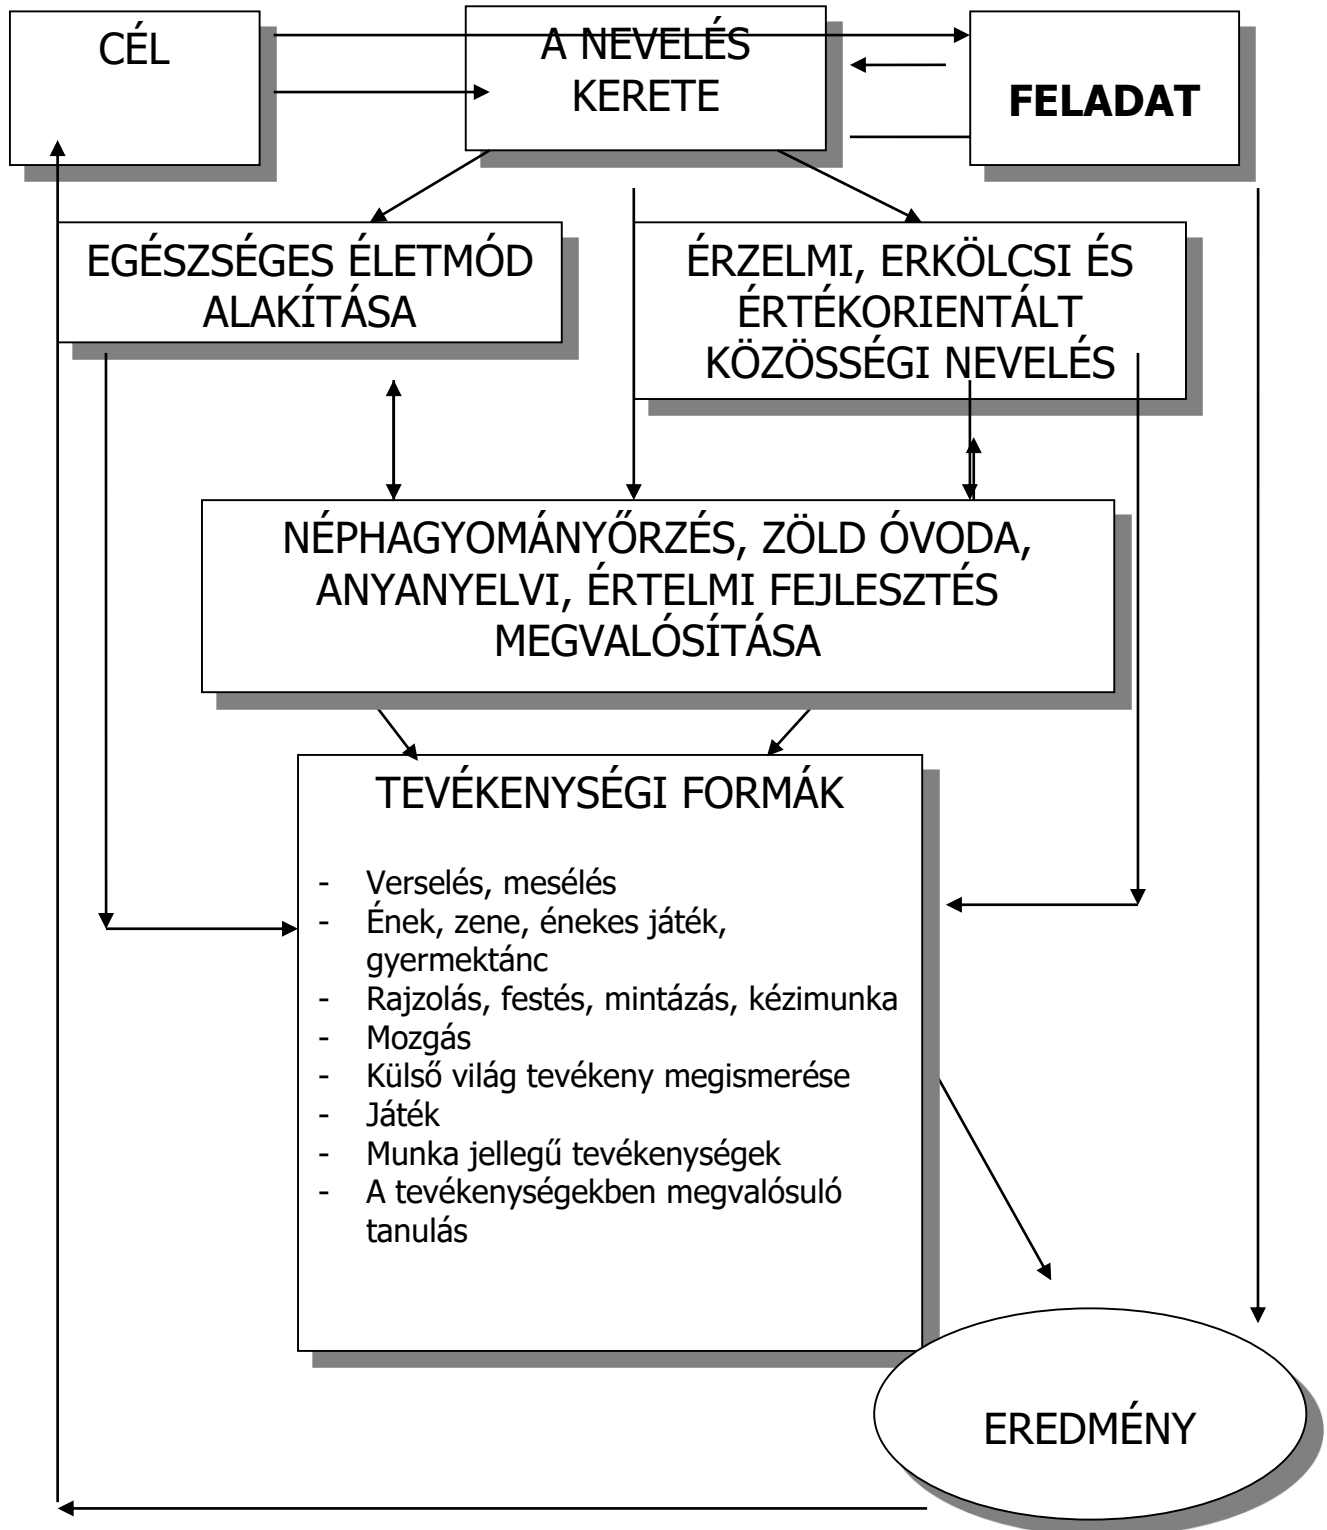 CÉL
A NEVELÉS
KERETE
FELADAT
EGÉSZSÉGES ÉLETMÓD
ALAKÍTÁSA
ÉRZELMI, ERKÖLCSI ÉS
ÉRTÉKORIENTÁLT
KÖZÖSSÉGI NEVELÉS
NÉPHAGYOMÁNYŐRZÉS, ZÖLD ÓVODA,
ANYANYELVI, ÉRTELMI FEJLESZTÉS
MEGVALÓSÍTÁSA
TEVÉKENYSÉGI FORMÁK
- Verselés, mesélés
- Ének, zene, énekes játék,
gyermektánc
- Rajzolás, festés, mintázás, kézimunka
- Mozgás
- Külső világ tevékeny megismerése
- Játék
- Munka jellegű tevékenységek
- A tevékenységekben megvalósuló
tanulás
EREDMÉNY